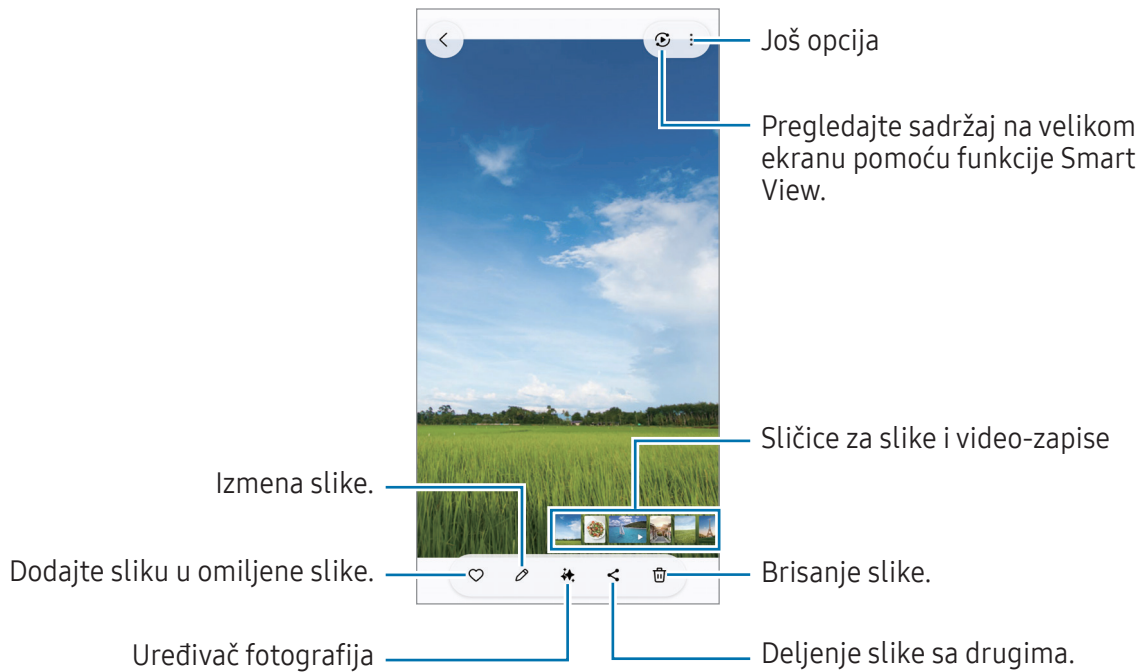 Još opcija
Pregledajte sadržaj na velikom
ekranu pomoću funkcije Smart
View.
Sličice za slike i video-zapise
Izmena slike.
Dodajte sliku u omiljene slike.
Brisanje slike.
Uređivač fotografija
Deljenje slike sa drugima.